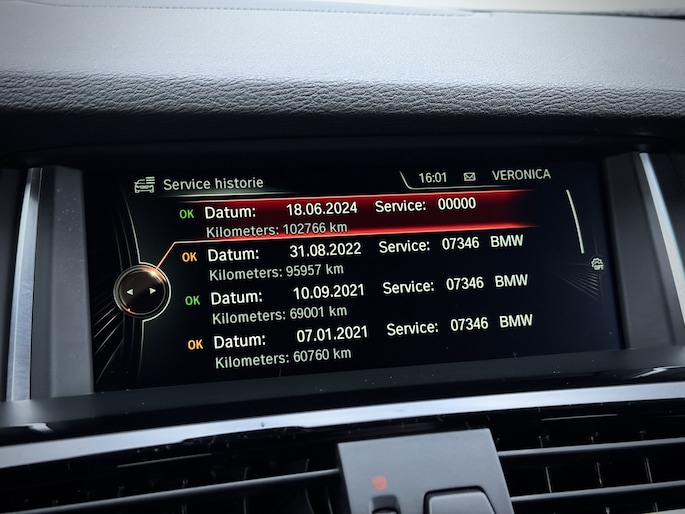 Service historie 16:01 VERONICA
OK Datum: 18.06.2024 Service: 00000
Kilometers: 102766 km
OK Datum: 31.08.2022 Service: 07346 BMW
Kilometers: 95957 km
OK Datum: 10.09.2021 Service: 07346 BMW
Kilometers: 69001 km
OK Datum: 07.01.2021 Service: 07346 BMW
Kilometers: 60760 km